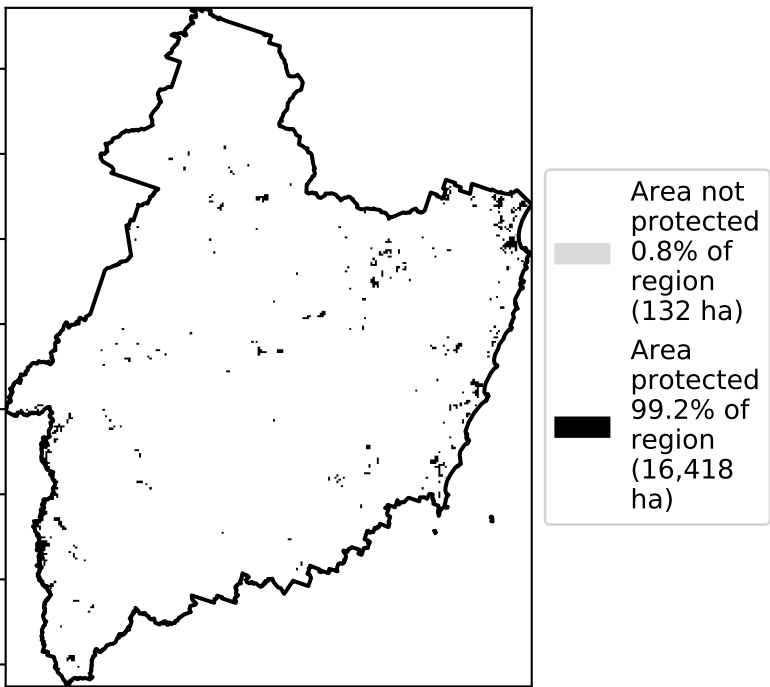 Area not
protected
0.8% of
region
(132 ha)
Area
protected
99.2% of
region
(16,418
ha)